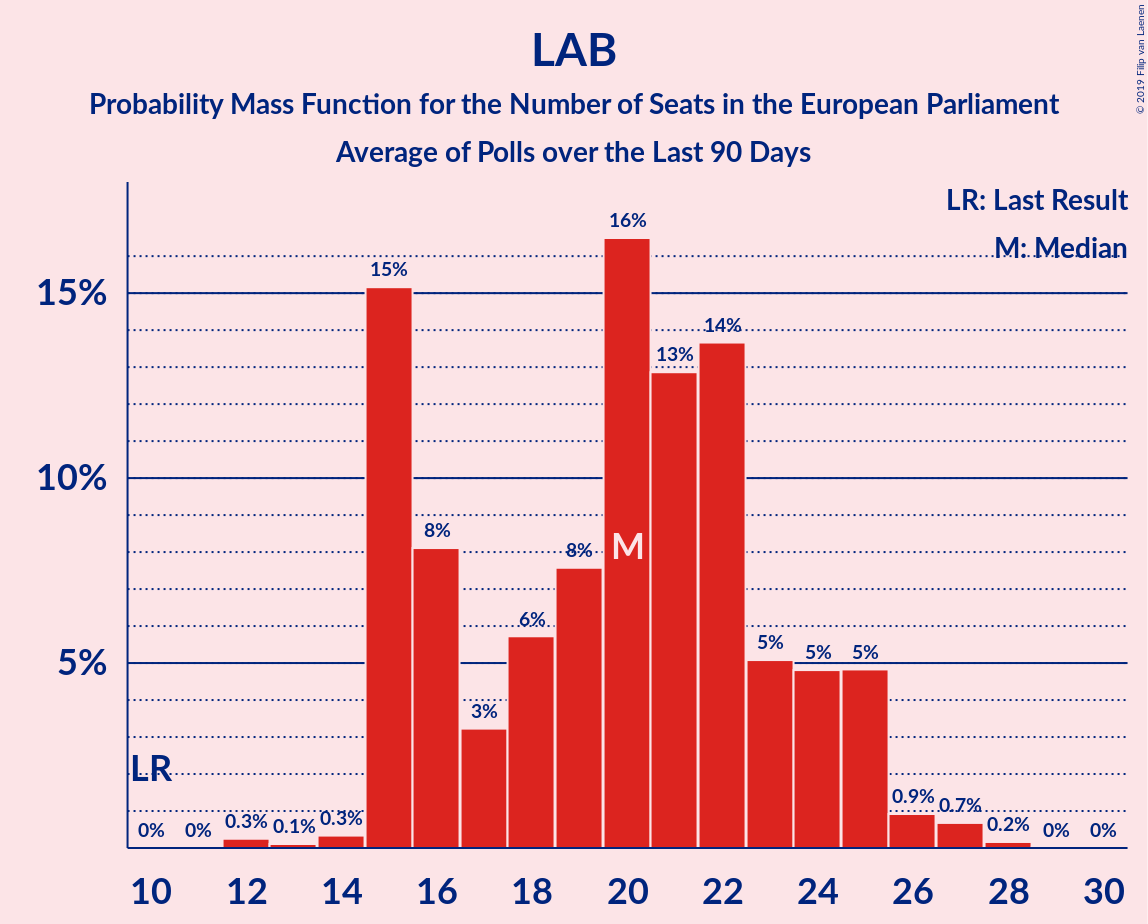 LAB
Probability Mass Function for the Number of Seats in the European Parliament
Average of Polls over the Last 90 Days
© 2019 Filip van Laenen
LR: Last Result
M: Median
15%
10%
5%
0%
0%
0.3%
0.1%
0.3%
15%
8%
3%
6%
8%
16%
13%
14%
5%
5%
5%
0.9%
0.7%
0.2%
0%
0%
LR
M
10 12 14 16 18 20 22 24 26 28 30